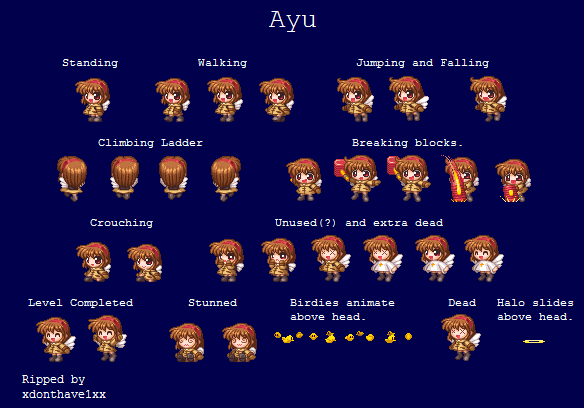 Ayu
Standing
Walking
Jumping and Falling
Climbing Ladder
Breaking blocks.
Crouching
Unused(?) and extra dead
Level Completed
Stunned
Birdies animate
above head.
Dead
Halo slides
above head.
Ripped by
xdonthave1xx